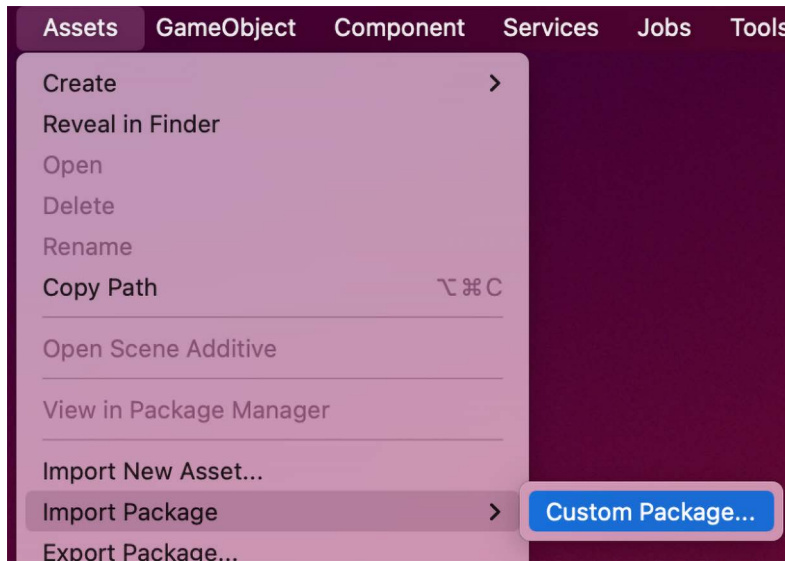 Assets GameObject Component Services Jobs Tools
Create
Reveal in Finder
Open
Delete
Rename
Copy Path ⌥⌘C
Open Scene Additive
View in Package Manager
Import New Asset...
Import Package Custom Package...
Export Package...